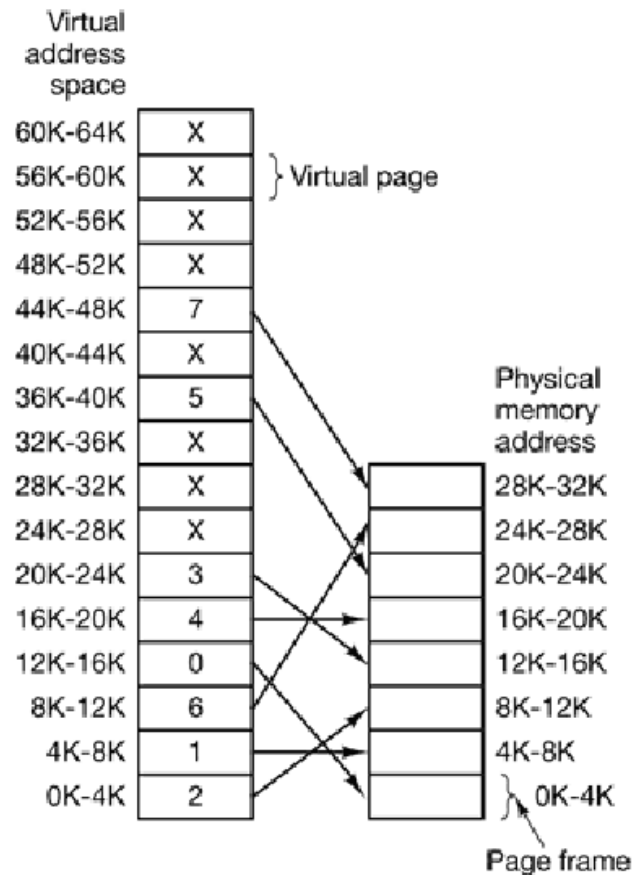 Virtual
address
space
60K-64K X
56K-60K X Virtual page
52K-56K X
48K-52K X
44K-48K 7
40K-44K X
36K-40K 5
32K-36K X
28K-32K X
24K-28K X
20K-24K 3
16K-20K 4
12K-16K 0
8K-12K 6
4K-8K 1
0K-4K 2
Physical
memory
address
28K-32K
24K-28K
20K-24K
16K-20K
12K-16K
8K-12K
4K-8K
0K-4K
Page frame